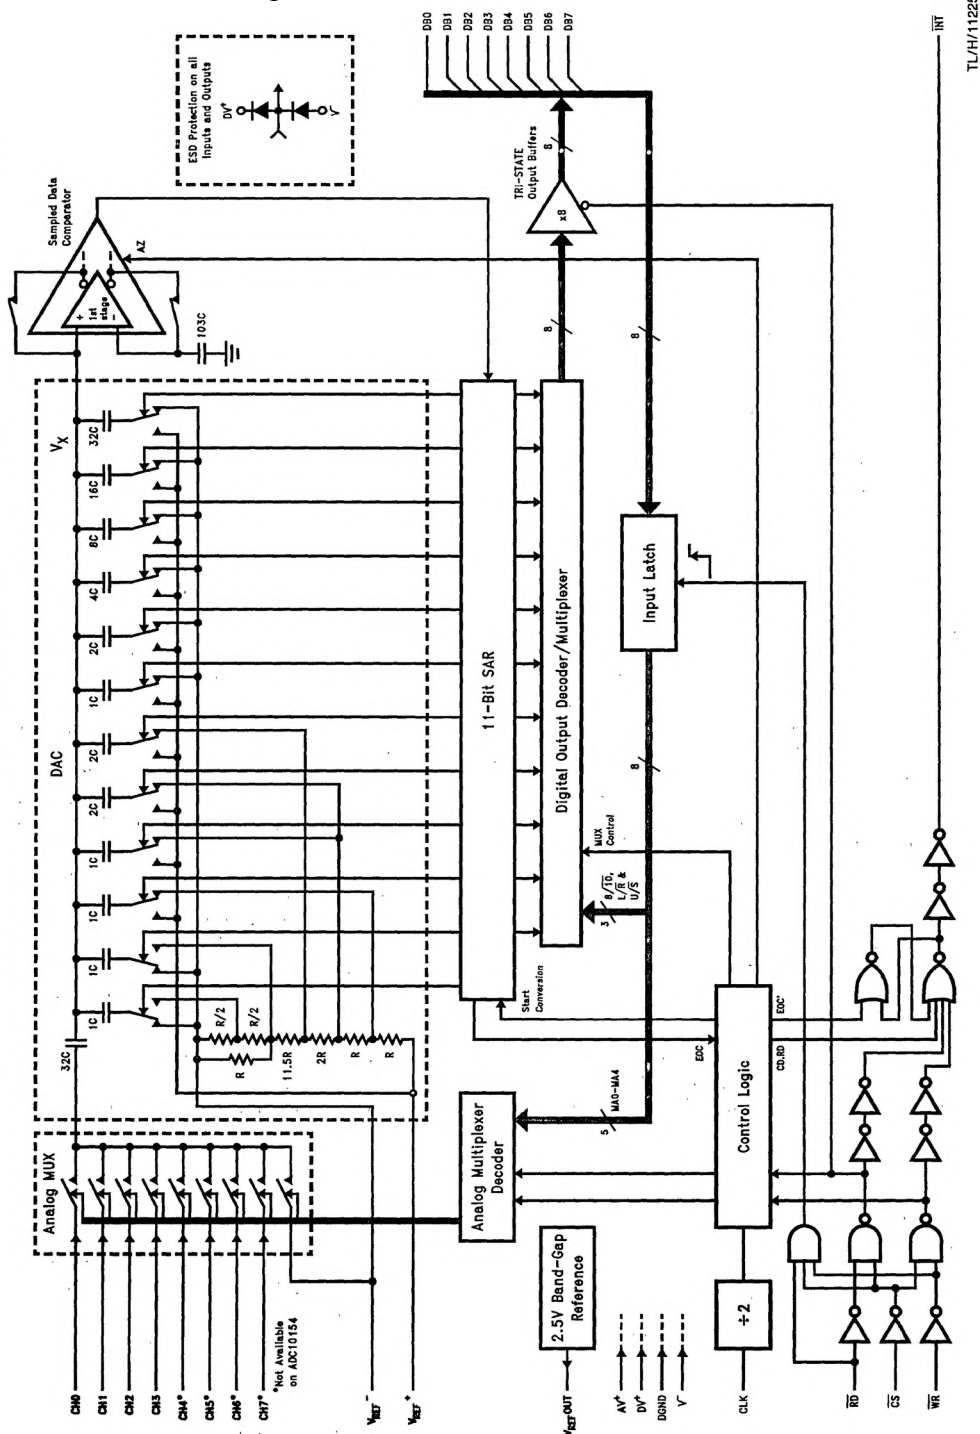 TL/H/11225
ESD Protection on all
Inputs and Outputs
DV+
V-
DB0
DB1
DB2
DB3
DB4
DB5
DB6
DB7
INT
Sampled Data
Comparator
1st
stage
+
-
AZ
103C
TRI-STATE
Output Buffers
x8
8
8
8
DAC
VX
32C
1C
1C
1C
1C
2C
2C
1C
2C
4C
8C
16C
32C
R/2
R/2
R
11.5R
2R
R
R
Analog MUX
CH0
CH1
CH2
CH3
CH4*
CH5*
CH6*
CH7*
*Not Available
on ADC10154
VREF-
VREF+
11-Bit SAR
Digital Output Decoder/Multiplexer
Start
Conversion
EOC
MUX
Control
3
8/10,
L/R &
U/S
Input Latch
8
Analog Multiplexer
Decoder
5
MA0-MA4
2.5V Band-Gap
Reference
VREFOUT
AV+
DV+
DGND
V-
Control Logic
EOC'
CD.RD
÷2
CLK
RD
CS
WR